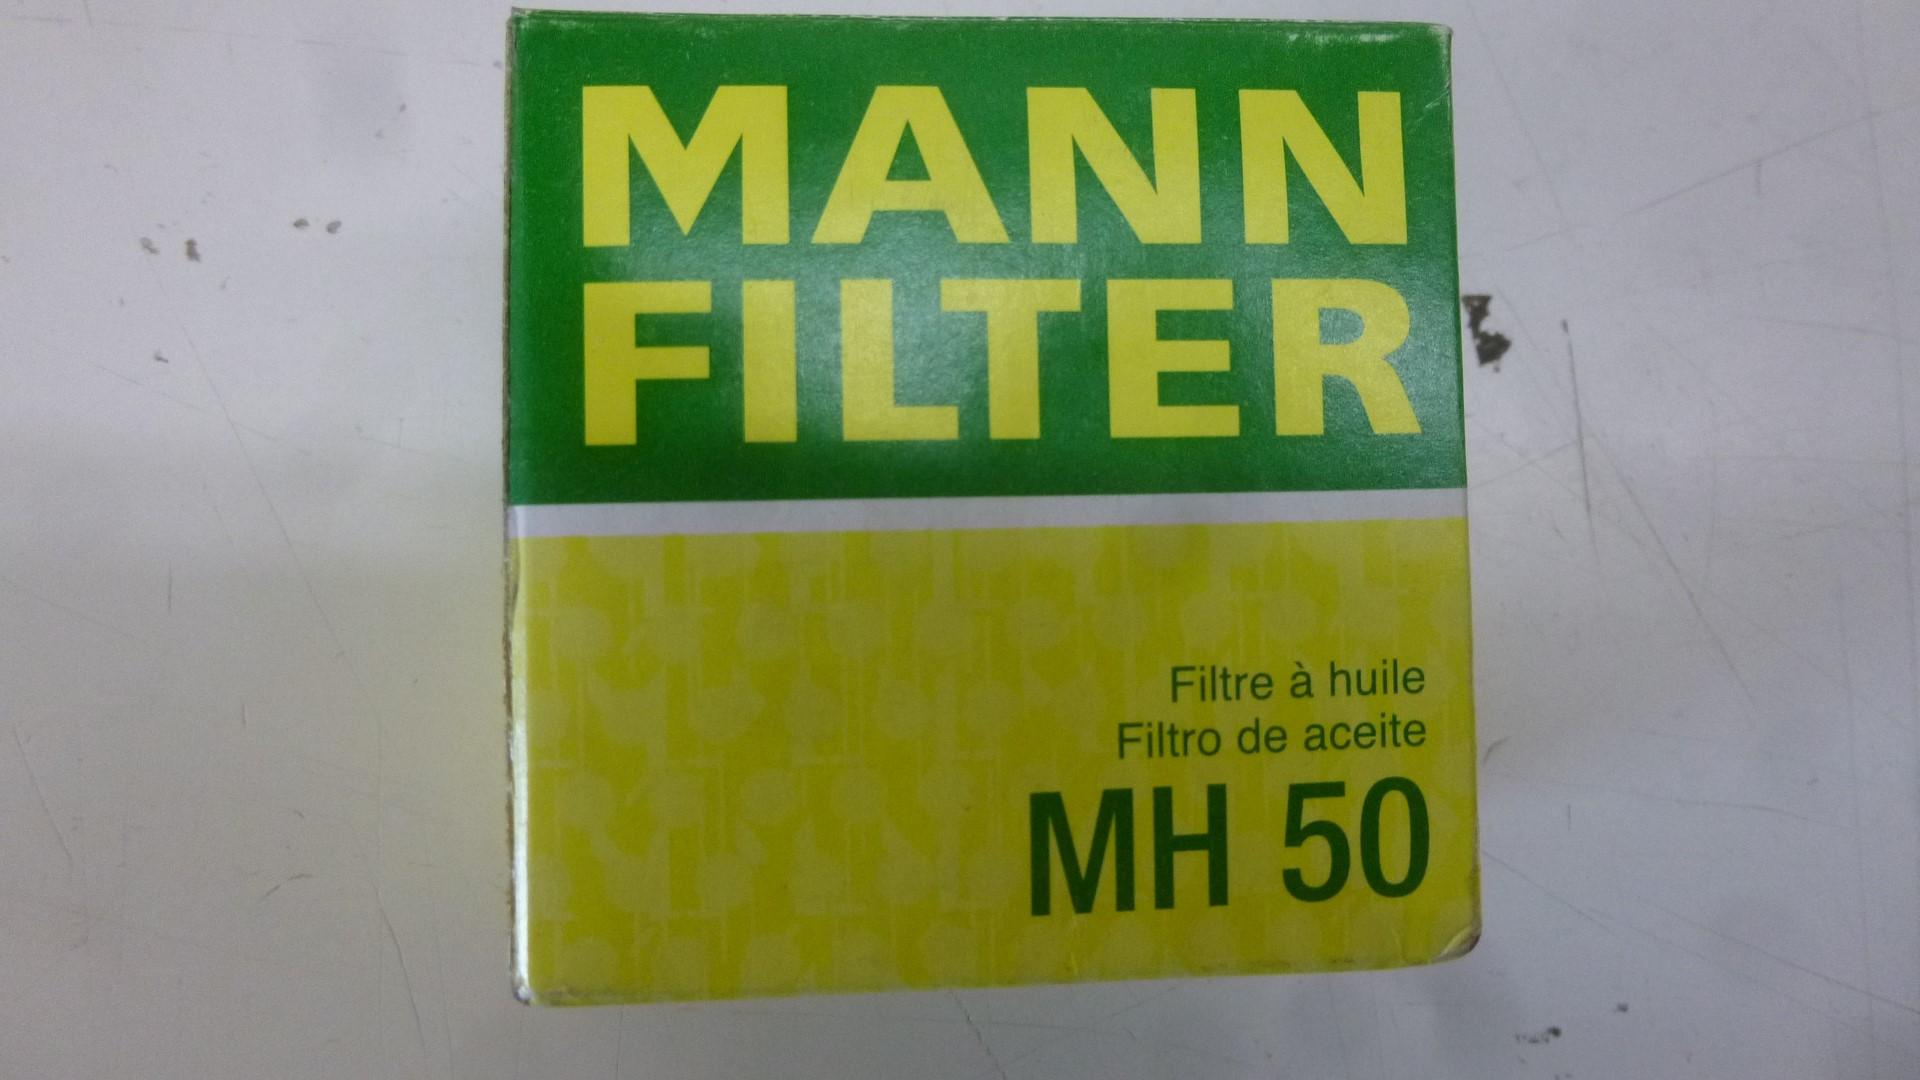 MANN
FILTER
Filtre à huile
Filtro de aceite
MH 50